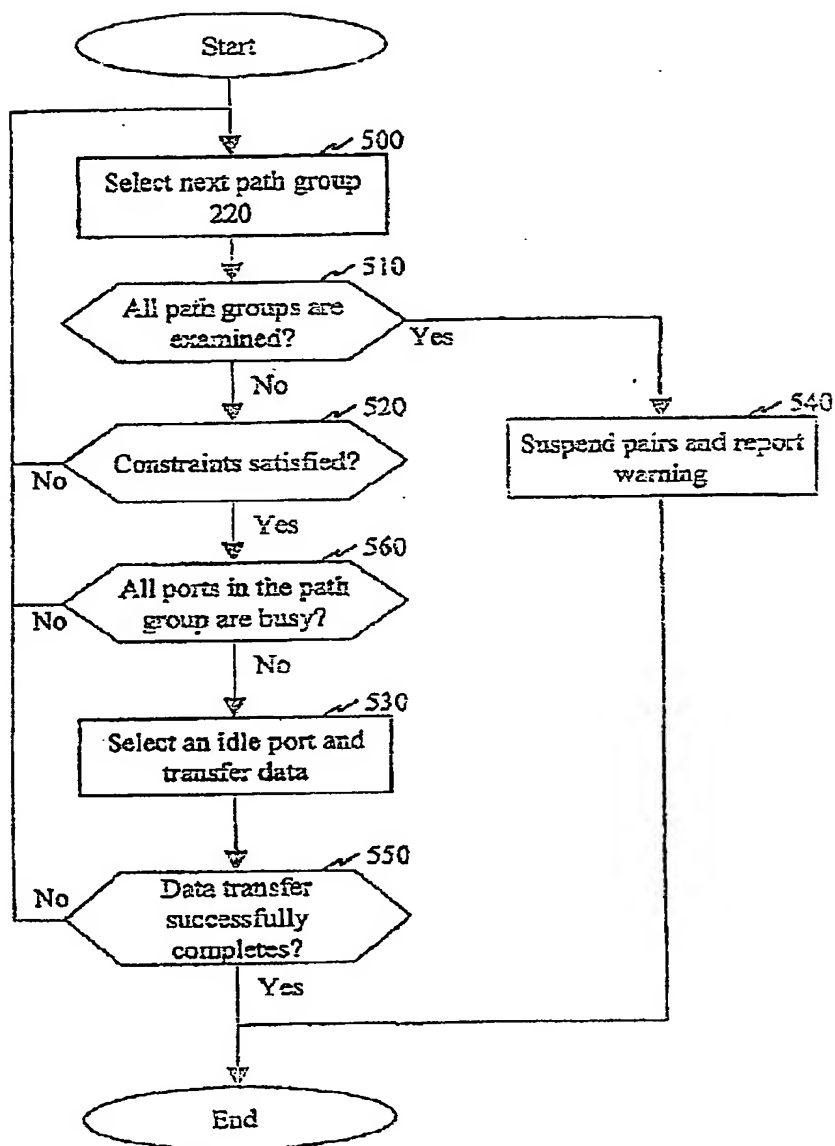 Start
500
Select next path group
220
510
All path groups are
examined?
Yes
No
520
540
Constraints satisfied?
Suspend pairs and report
warning
No
Yes
560
All ports in the path
group are busy?
No
No
530
Select an idle port and
transfer data
550
No
Data transfer
successfully
completes?
Yes
End